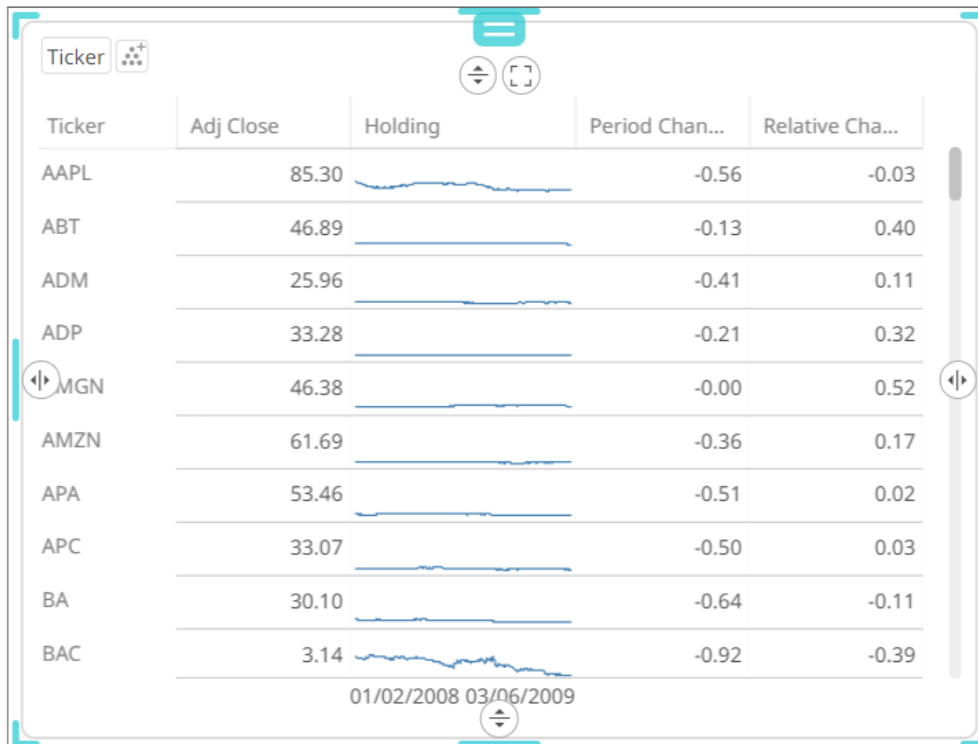 Ticker
Ticker Adj Close Holding Period Chan... Relative Cha...
AAPL 85.30 -0.56 -0.03
ABT 46.89 -0.13 0.40
ADM 25.96 -0.41 0.11
ADP 33.28 -0.21 0.32
MGN 46.38 -0.00 0.52
AMZN 61.69 -0.36 0.17
APA 53.46 -0.51 0.02
APC 33.07 -0.50 0.03
BA 30.10 -0.64 -0.11
BAC 3.14 -0.92 -0.39
01/02/2008 03/06/2009